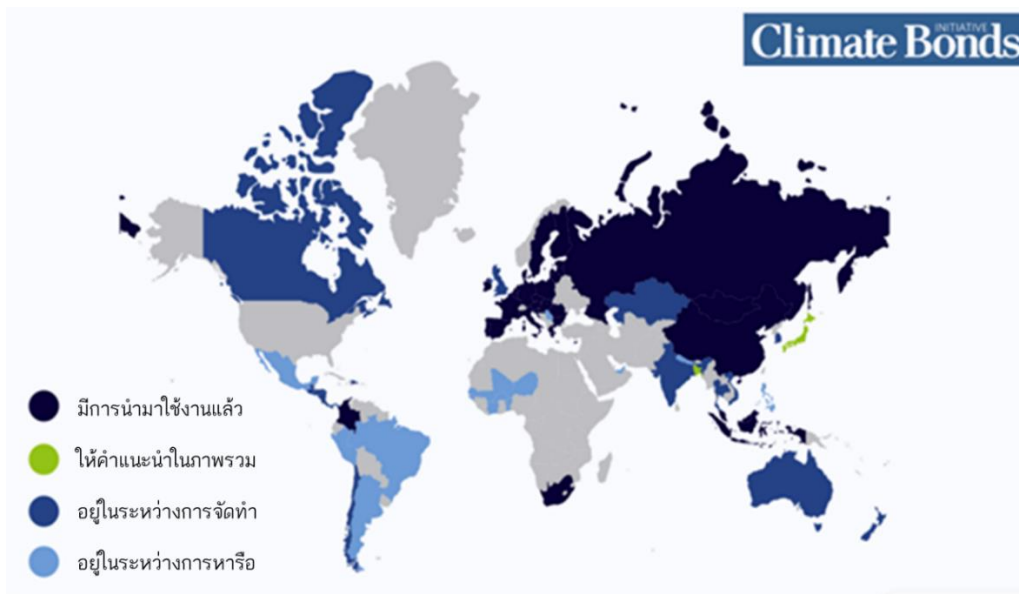 INITIATIVE
Climate Bonds
มีการนำมาใช้งานแล้ว
ให้คำแนะนำในภาพรวม
อยู่ในระหว่างการจัดทำ
อยู่ในระหว่างการหารือ